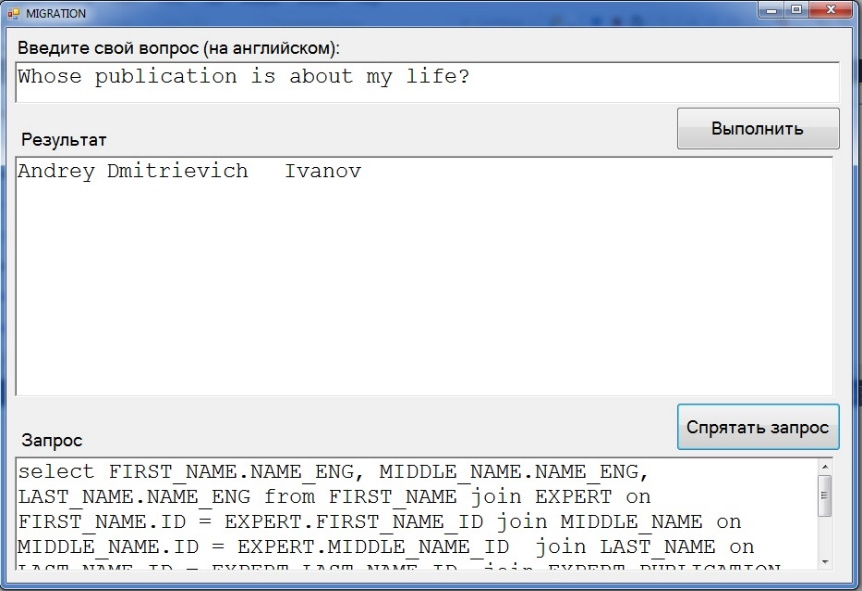 MIGRATION
Введите свой вопрос (на английском):
Whose publication is about my life?
Выполнить
Результат
Andrey Dmitrievich   Ivanov
Спрятать запрос
Запрос
select FIRST_NAME.NAME_ENG, MIDDLE_NAME.NAME_ENG,
LAST_NAME.NAME_ENG from FIRST_NAME join EXPERT on
FIRST_NAME.ID = EXPERT.FIRST_NAME_ID join MIDDLE_NAME on
MIDDLE_NAME.ID = EXPERT.MIDDLE_NAME_ID  join LAST_NAME on
LAST_NAME.ID = EXPERT.LAST_NAME_ID  join EXPERT_PUBLICATION